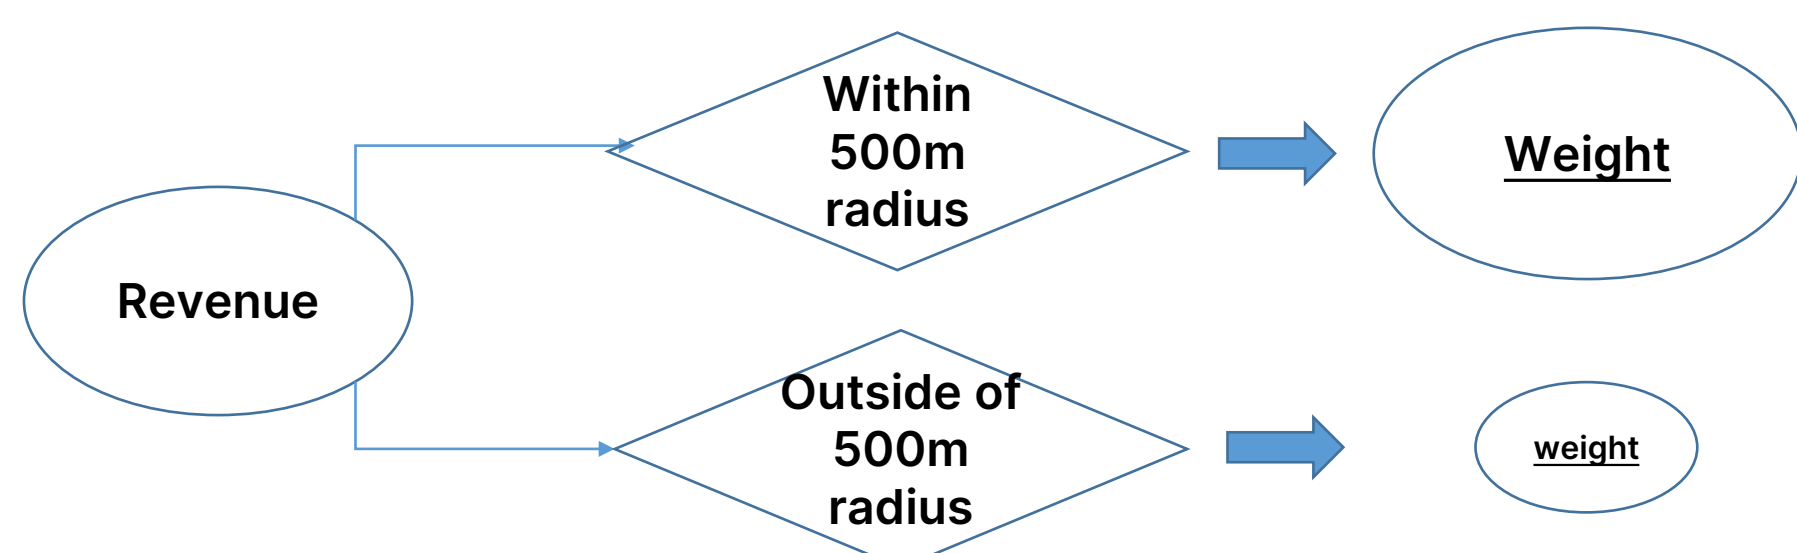 Within
500m
radius
Weight
Revenue
Outside of
500m
radius
weight